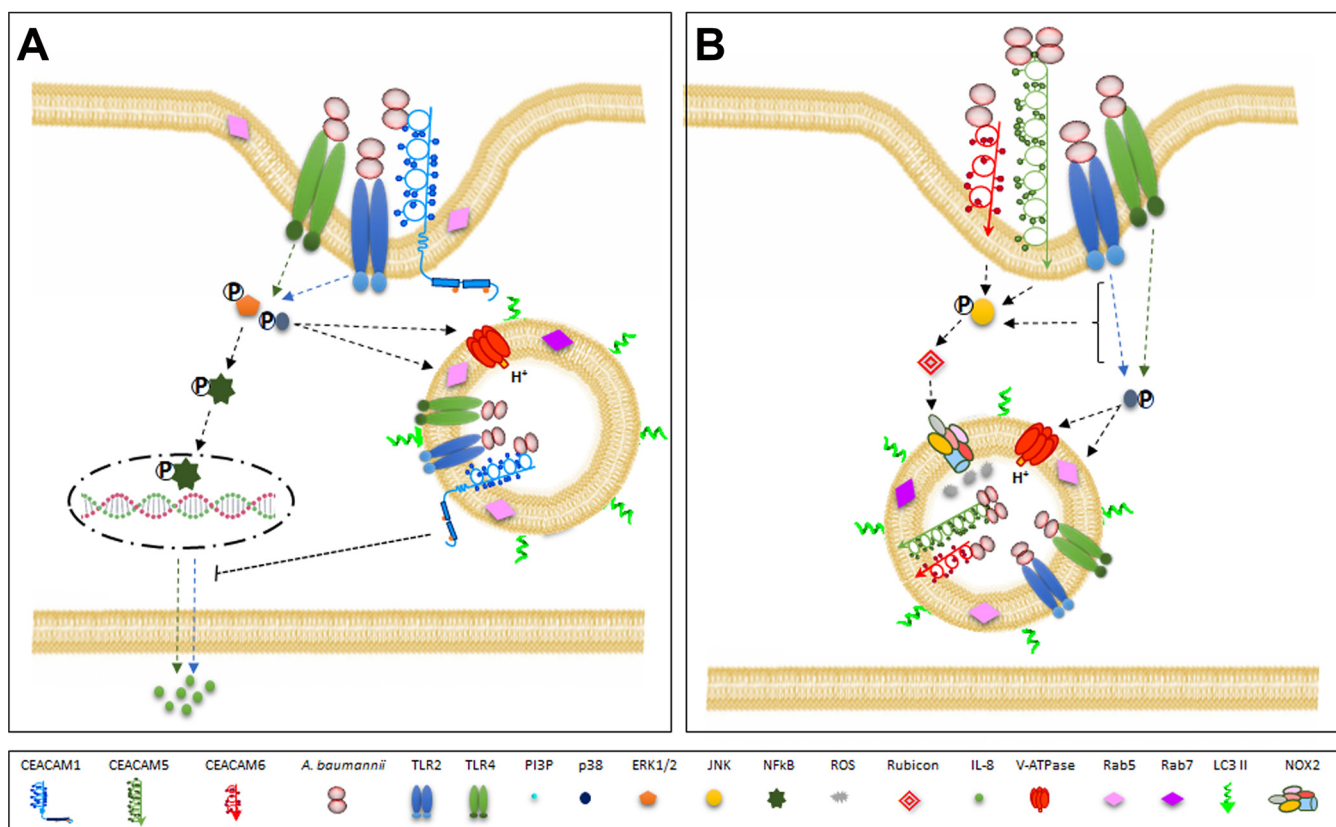 A
B
P
P
P
P
H+
P
P
H+
CEACAM1 CEACAM5 CEACAM6 A. baumannii TLR2 TLR4 PI3P p38 ERK1/2 JNK NFkB ROS Rubicon IL-8 V-ATPase Rab5 Rab7 LC3 II NOX2